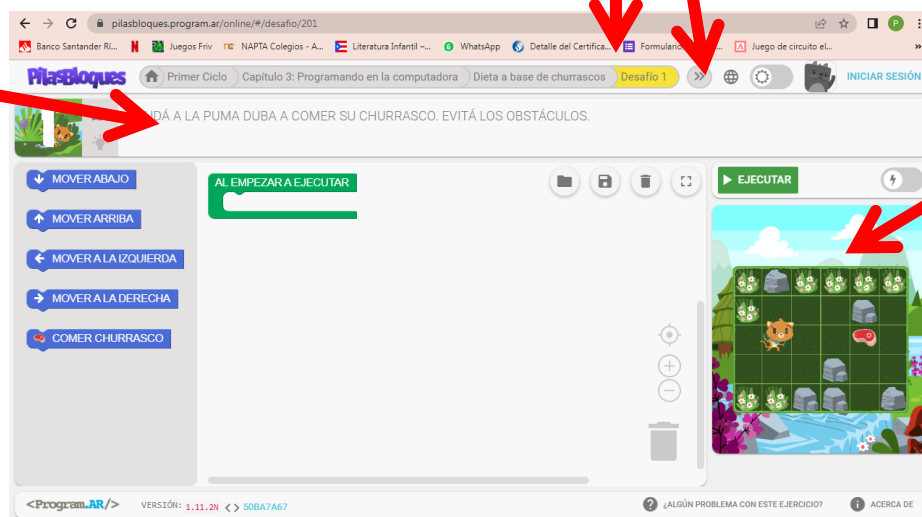 pilasbloques.program.ar/online/#/desafio/201
Banco Santander Rí... Juegos Friv NAPTA Colegios - A... Literatura Infantil –... WhatsApp Detalle del Certifica... Formulario Juego de circuito el... »
PilasBloques Primer Ciclo Capítulo 3: Programando en la computadora Dieta a base de churrascos Desafío 1 INICIAR SESIÓN
A LA PUMA DUBA A COMER SU CHURRASCO. EVITÁ LOS OBSTÁCULOS.
MOVER ABAJO
AL EMPEZAR A EJECUTAR
EJECUTAR
MOVER ARRIBA
MOVER A LA IZQUIERDA
MOVER A LA DERECHA
COMER CHURRASCO
<Program.AR/> VERSIÓN: 1.11.2N <> 50BA7A67 ¿ALGÚN PROBLEMA CON ESTE EJERCICIO? ACERCA DE